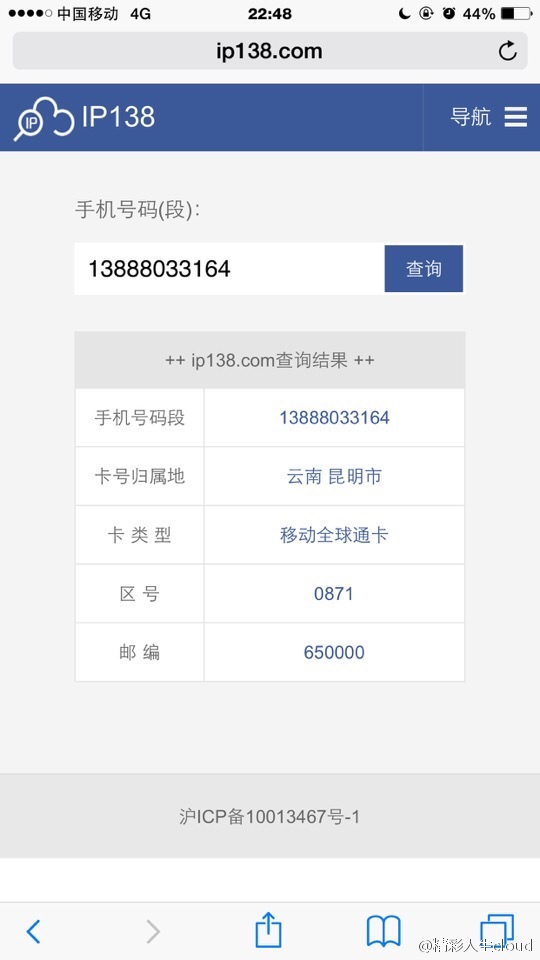 中国移动 4G 22:48 44%
ip138.com
IP IP138 导航
手机号码(段):
13888033164 查询
++ ip138.com查询结果 ++
手机号码段 13888033164
卡号归属地 云南 昆明市
卡 类 型 移动全球通卡
区 号 0871
邮 编 650000
沪ICP备10013467号-1
@精彩人生cloud